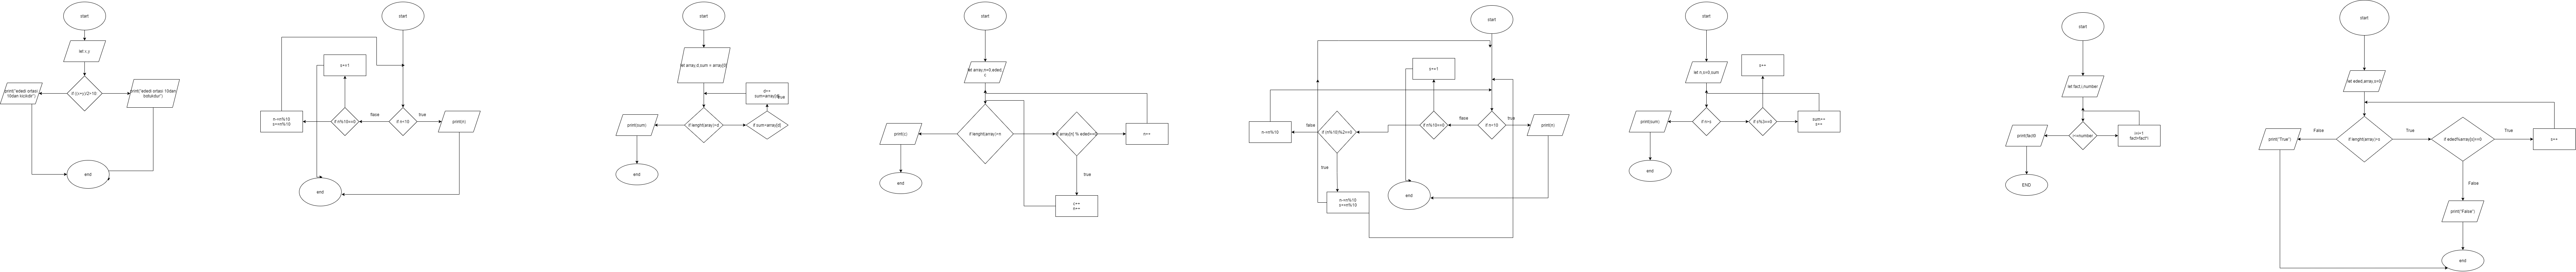 start
let x,y
if (x+y)/2>10
print("ededi ortasi
10dan kicikdir")
print("ededi ortasi 10dan
boyukdur")
end
start
s+=1
n-=n%10
s+=n%10
if n%10==0
false
if n<10
true
print(n)
end
start
let array,d,sum = array[0]
d++
sum=array[d]
true
print(sum)
if lenght(array)>d
if sum<array[d]
end
start
let array,n=0,eded,
c
print(c)
if lenght(array>n
if array[n] % eded==0
n++
true
end
c++
n++
start
s+=1
n-=n%10
false
if (n%10)%2==0
if n%10==0
false
if n<10
true
print(n)
true
n-=n%10
s+=n%10
end
start
let n,s=0,sum
s++
print(sum)
if n>s
if s%3==0
sum++
s++
end
start
let fact,i,number
print(fact0
i<=number
i+=1
fact=fact*i
END
start
let eded,array,s=0
print("True")
False
if lenght(array>s
True
if eded%array[s]==0
True
s++
False
print("False")
end